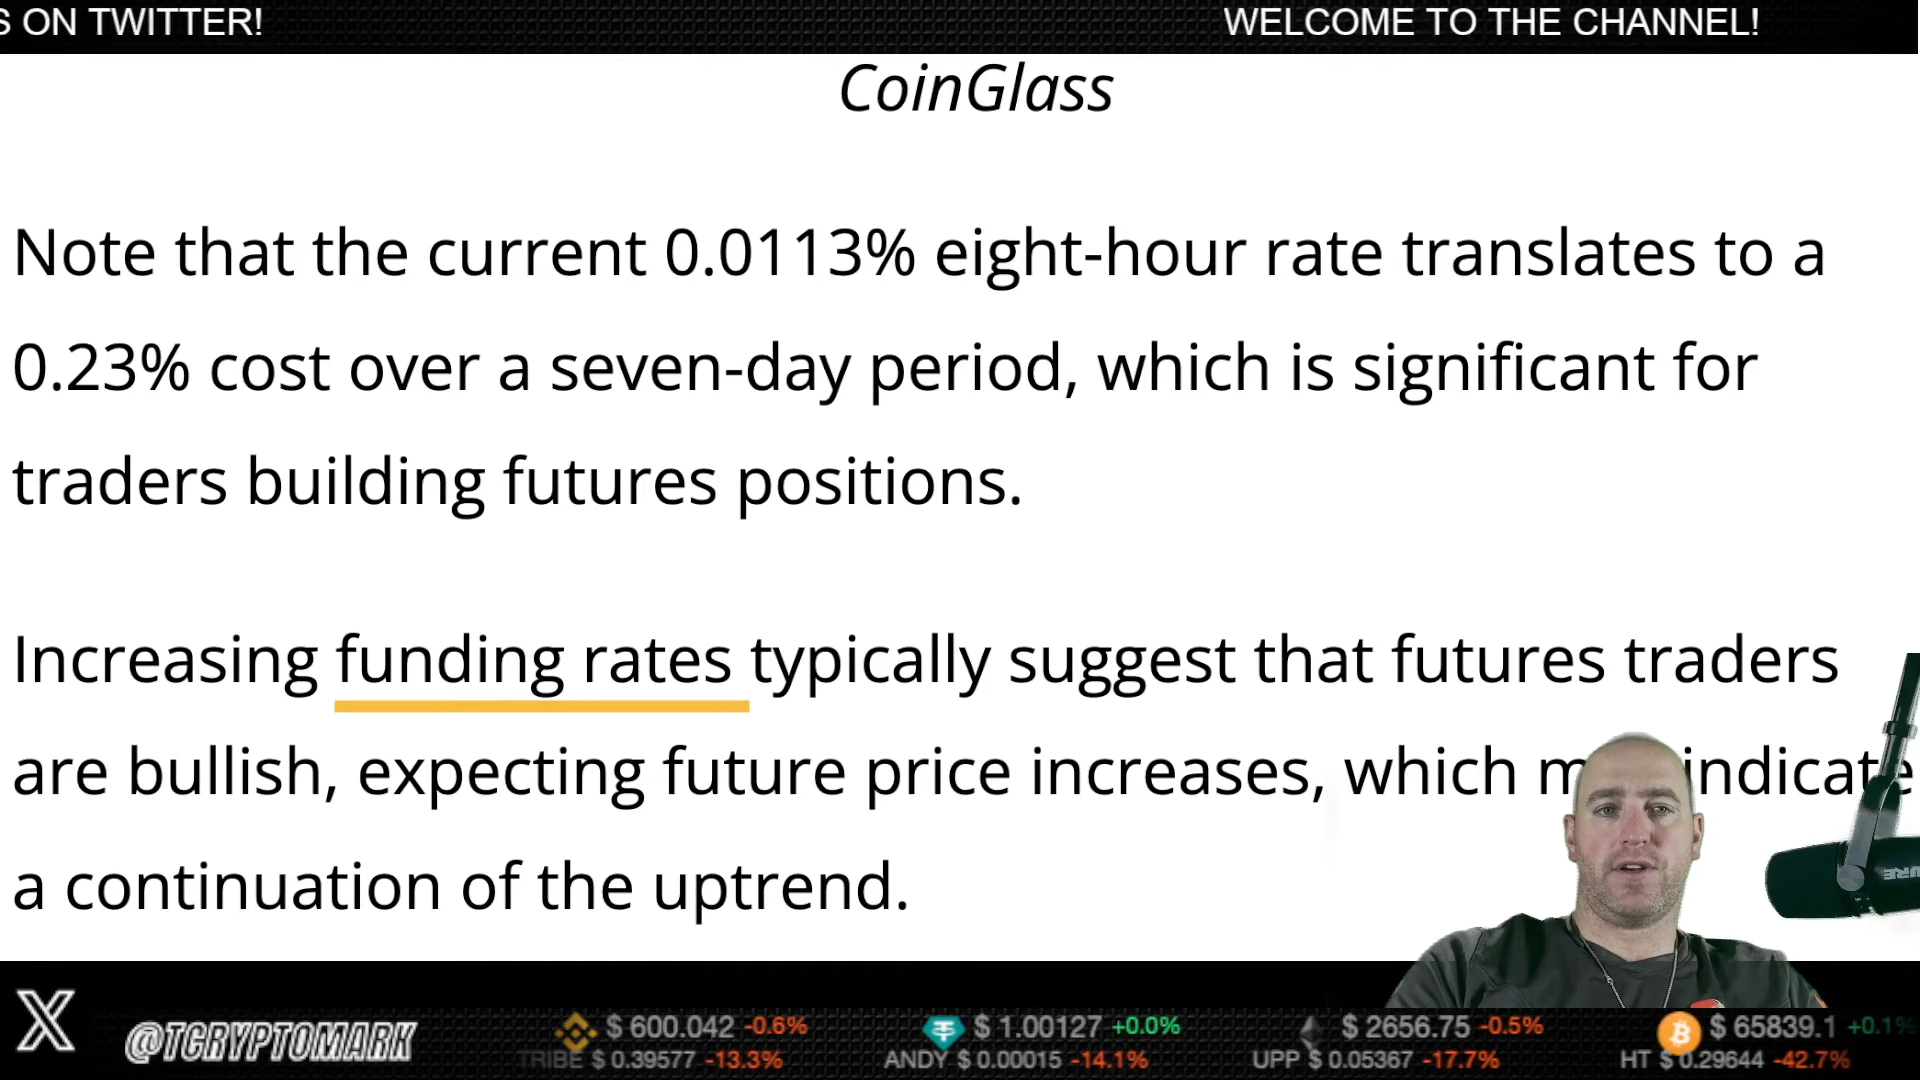 S ON TWITTER! WELCOME TO THE CHANNEL!
CoinGlass
Note that the current 0.0113% eight-hour rate translates to a
0.23% cost over a seven-day period, which is significant for
traders building futures positions.
Increasing funding rates typically suggest that futures traders
are bullish, expecting future price increases, which indicate
a continuation of the uptrend.
X @TCRYPTOMARK
$ 600.042 -0.6% $ 1.00127 +0.0% $ 2656.75 -0.5% $ 65839.1 +0.1%
TRIBE $ 0.39577 -13.3% ANDY $ 0.00015 -14.1% UPP $ 0.05367 -17.7% HT $ 0.29644 -42.7%